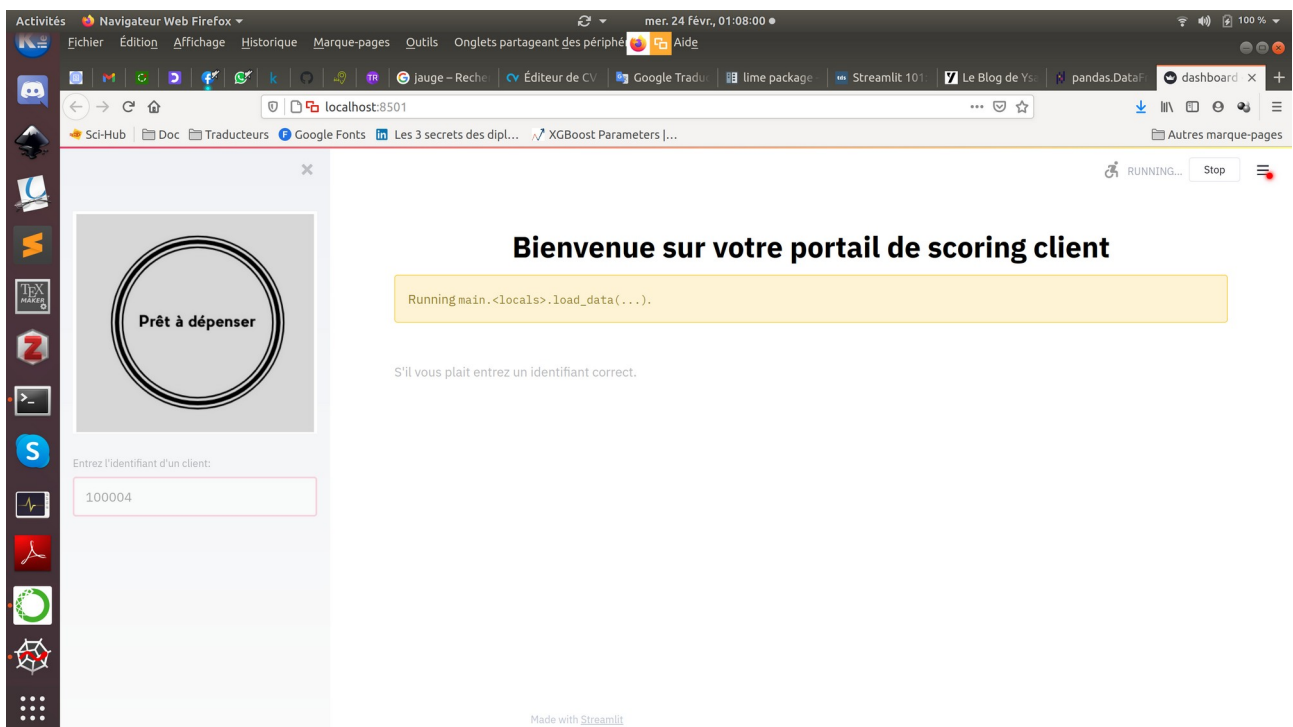 Activités Navigateur Web Firefox mer. 24 févr., 01:08:00 100 %
Fichier Édition Affichage Historique Marque-pages Outils Onglets partageant des périphé Aide
jauge – Reche Éditeur de CV Google Traduc lime package - Streamlit 101: Le Blog de Ysa pandas.DataF dashboard
localhost:8501
Sci-Hub Doc Traducteurs Google Fonts Les 3 secrets des dipl... XGBoost Parameters |... Autres marque-pages
RUNNING... Stop
Bienvenue sur votre portail de scoring client
Running main.<locals>.load_data(...).
Prêt à dépenser
S'il vous plait entrez un identifiant correct.
Entrez l'identifiant d'un client:
100004
Made with Streamlit